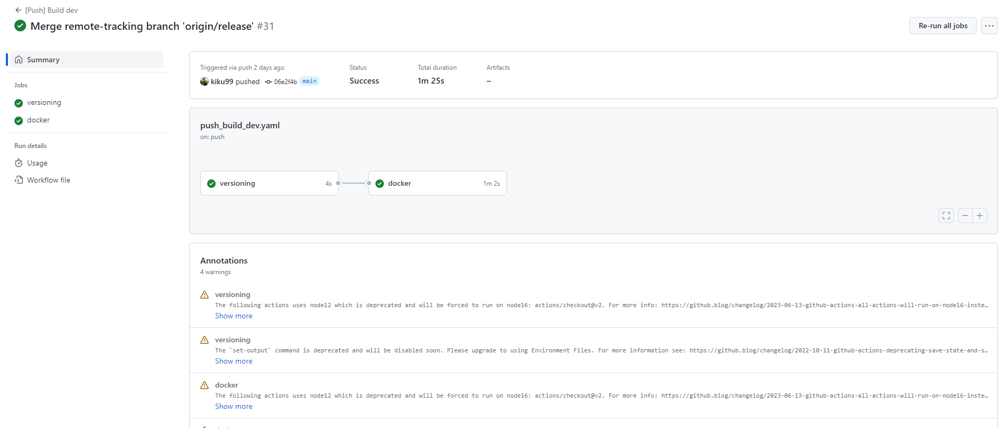 [Push] Build dev
Merge remote-tracking branch 'origin/release' #31
Re-run all jobs
Summary
Jobs
versioning
docker
Run details
Usage
Workflow file
Triggered via push 2 days ago
kiku99 pushed 06e2f4b main
Status
Success
Total duration
1m 25s
Artifacts
–
push_build_dev.yaml
on: push
versioning 4s
docker 1m 2s
Annotations
4 warnings
versioning
The following actions uses node12 which is deprecated and will be forced to run on node16: actions/checkout@v2. For more info: https://github.blog/changelog/2023-06-13-github-actions-all-actions-will-run-on-node16-inste…
Show more
versioning
The `set-output` command is deprecated and will be disabled soon. Please upgrade to using Environment Files. For more information see: https://github.blog/changelog/2022-10-11-github-actions-deprecating-save-state-and-s…
Show more
docker
The following actions uses node12 which is deprecated and will be forced to run on node16: actions/checkout@v2. For more info: https://github.blog/changelog/2023-06-13-github-actions-all-actions-will-run-on-node16-inste…
Show more